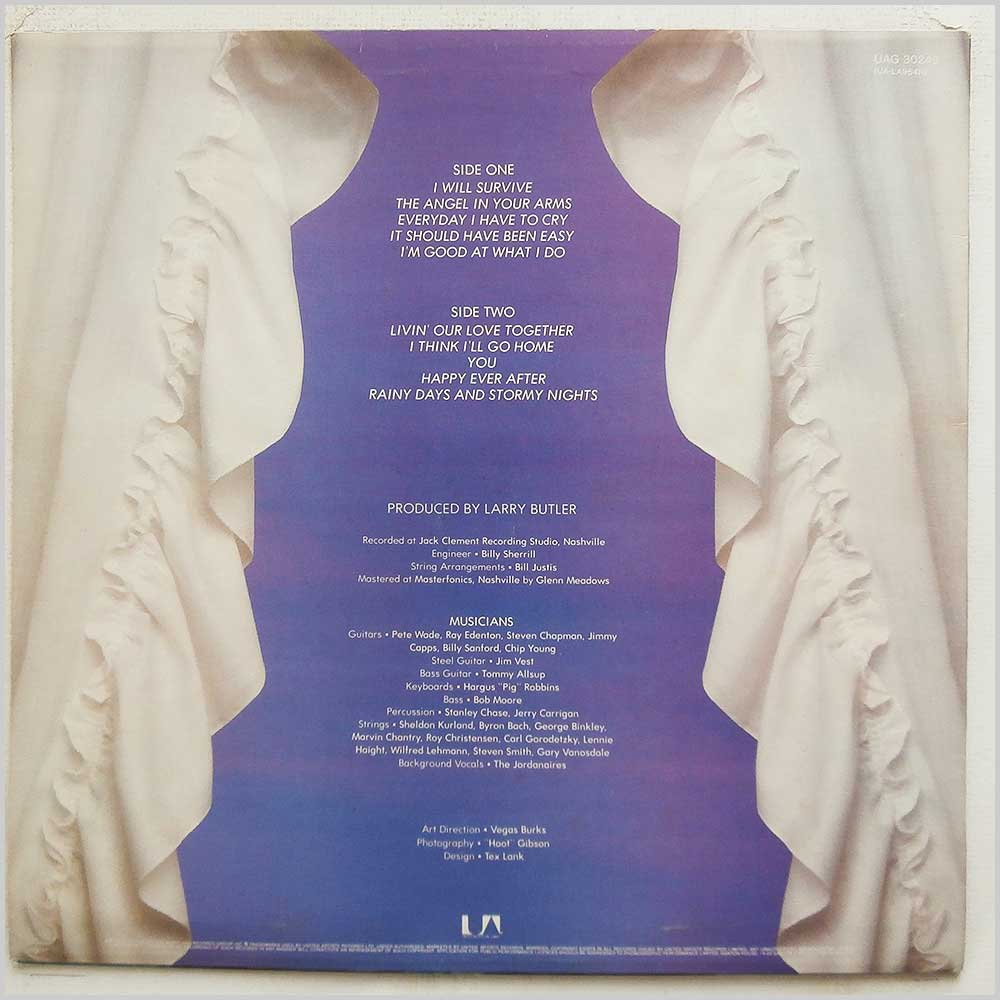 UAG 30249
(UA-LA964H)
SIDE ONE
I WILL SURVIVE
THE ANGEL IN YOUR ARMS
EVERYDAY I HAVE TO CRY
IT SHOULD HAVE BEEN EASY
I'M GOOD AT WHAT I DO
SIDE TWO
LIVIN' OUR LOVE TOGETHER
I THINK I'LL GO HOME
YOU
HAPPY EVER AFTER
RAINY DAYS AND STORMY NIGHTS
PRODUCED BY LARRY BUTLER
Recorded at Jack Clement Recording Studio, Nashville
Engineer • Billy Sherrill
String Arrangements • Bill Justis
Mastered at Masterfonics, Nashville by Glenn Meadows
MUSICIANS
Guitars • Pete Wade, Ray Edenton, Steven Chapman, Jimmy
Capps, Billy Sanford, Chip Young
Steel Guitar • Jim Vest
Bass Guitar • Tommy Allsup
Keyboards • Hargus "Pig" Robbins
Bass • Bob Moore
Percussion • Stanley Chase, Jerry Carrigan
Strings • Sheldon Kurland, Byron Bach, George Binkley,
Marvin Chantry, Roy Christensen, Carl Gorodetzky, Lennie
Haight, Wilfred Lehmann, Steven Smith, Gary Vanosdale
Background Vocals • The Jordanaires
Art Direction • Vegas Burks
Photography • "Hoot" Gibson
Design • Tex Lank
UA